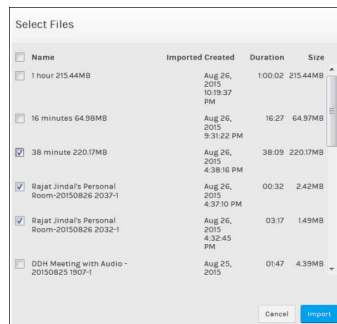 Select Files
Name Imported Created Duration Size
1 hour 215.44MB Aug 26, 1:00:02 215.44MB
2015
10:19:37
PM
16 minutes 64.98MB Aug 26, 16:27 64.97MB
2015
9:31:22 PM
38 minute 220.17MB Aug 26, 38:09 220.17MB
2015
4:38:16 PM
Rajat Jindal's Personal Aug 26, 00:32 2.42MB
Room-20150826 2037-1 2015
4:37:10 PM
Rajat Jindal's Personal Aug 26, 03:17 1.49MB
Room-20150826 2032-1 2015
4:32:45
PM
DDH Meeting with Audio - Aug 25, 01:47 4.39MB
20150825 1907-1 2015
Cancel Import